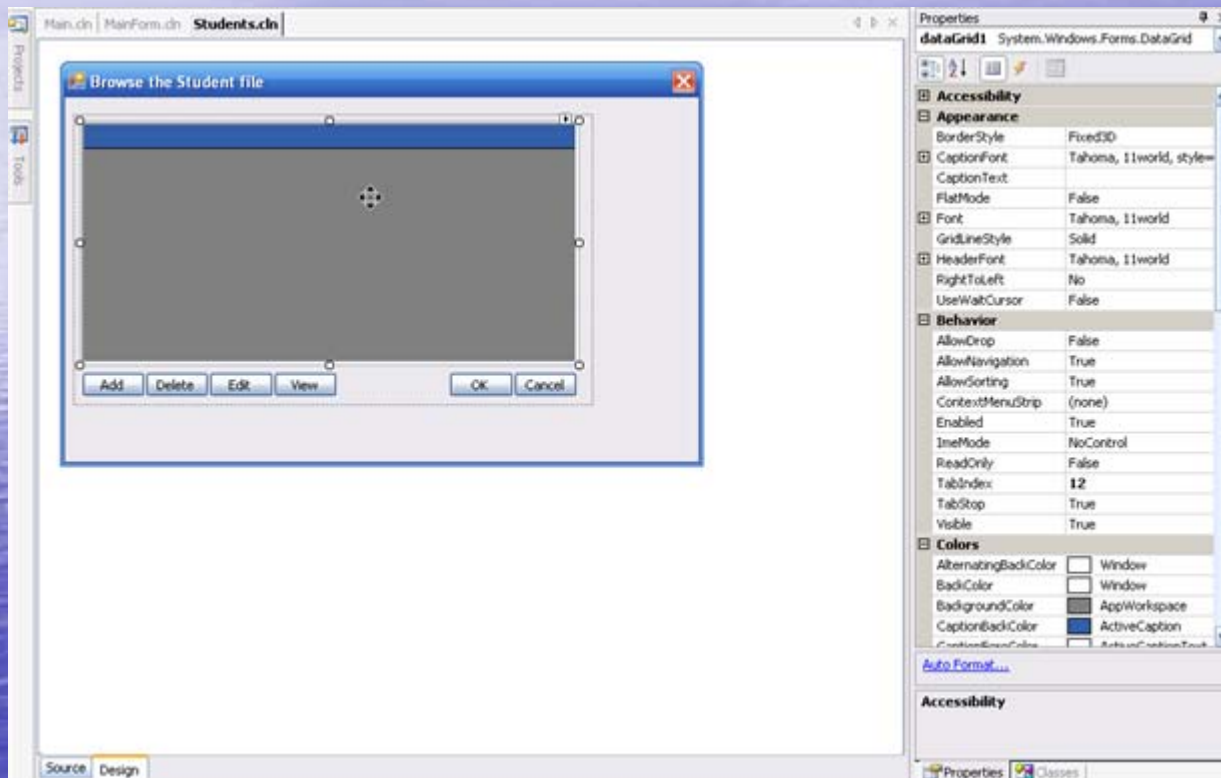 Main.cln MainForm.cln Students.cln
Projects
Tools
Browse the Student file
Add Delete Edit View OK Cancel
Source Design
Properties
dataGrid1 System.Windows.Forms.DataGrid
Accessibility
Appearance
BorderStyle Fixed3D
CaptionFont Tahoma, 11world, style=
CaptionText
FlatMode False
Font Tahoma, 11world
GridLineStyle Solid
HeaderFont Tahoma, 11world
RightToLeft No
UseWaitCursor False
Behavior
AllowDrop False
AllowNavigation True
AllowSorting True
ContextMenuStrip (none)
Enabled True
ImeMode NoControl
ReadOnly False
TabIndex 12
TabStop True
Visible True
Colors
AlternatingBackColor Window
BackColor Window
BackgroundColor AppWorkspace
CaptionBackColor ActiveCaption
CaptionForeColor ActiveCaptionText
Auto Format...
Accessibility
Properties Classes